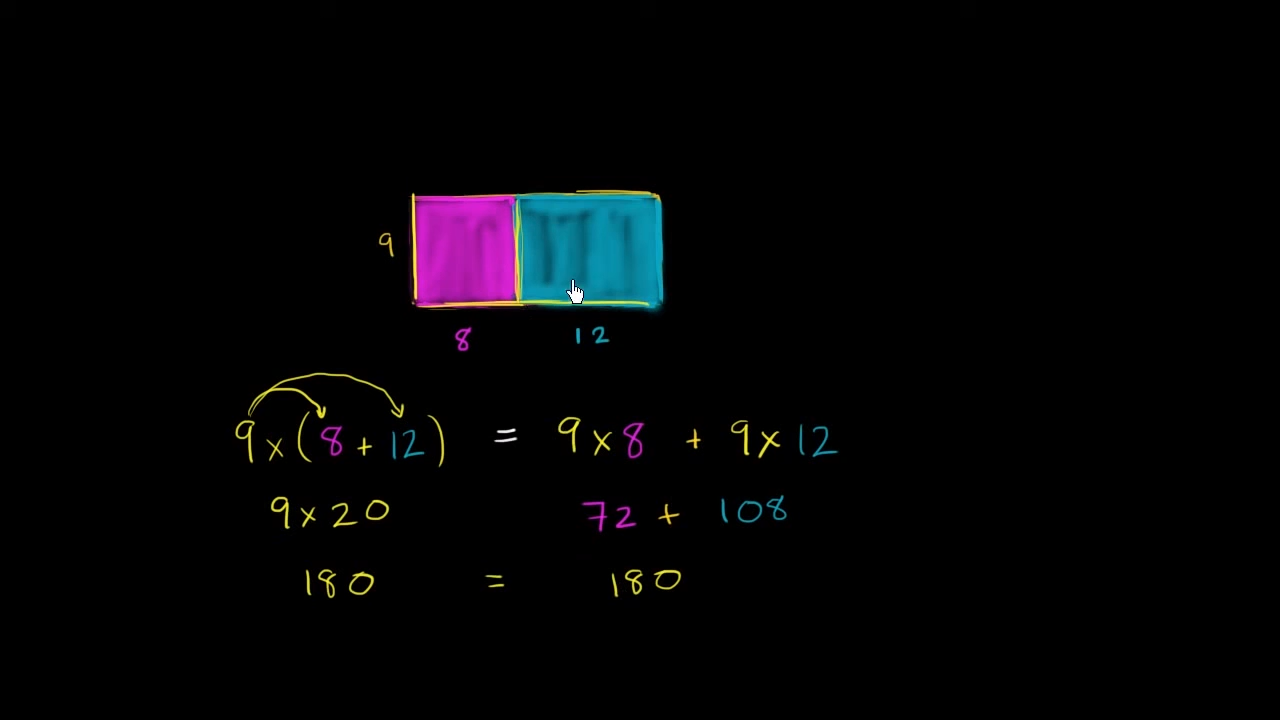 9
8 12
9 x (8 + 12) = 9 x 8 + 9 x 12
9 x 20 72 + 108
180 = 180